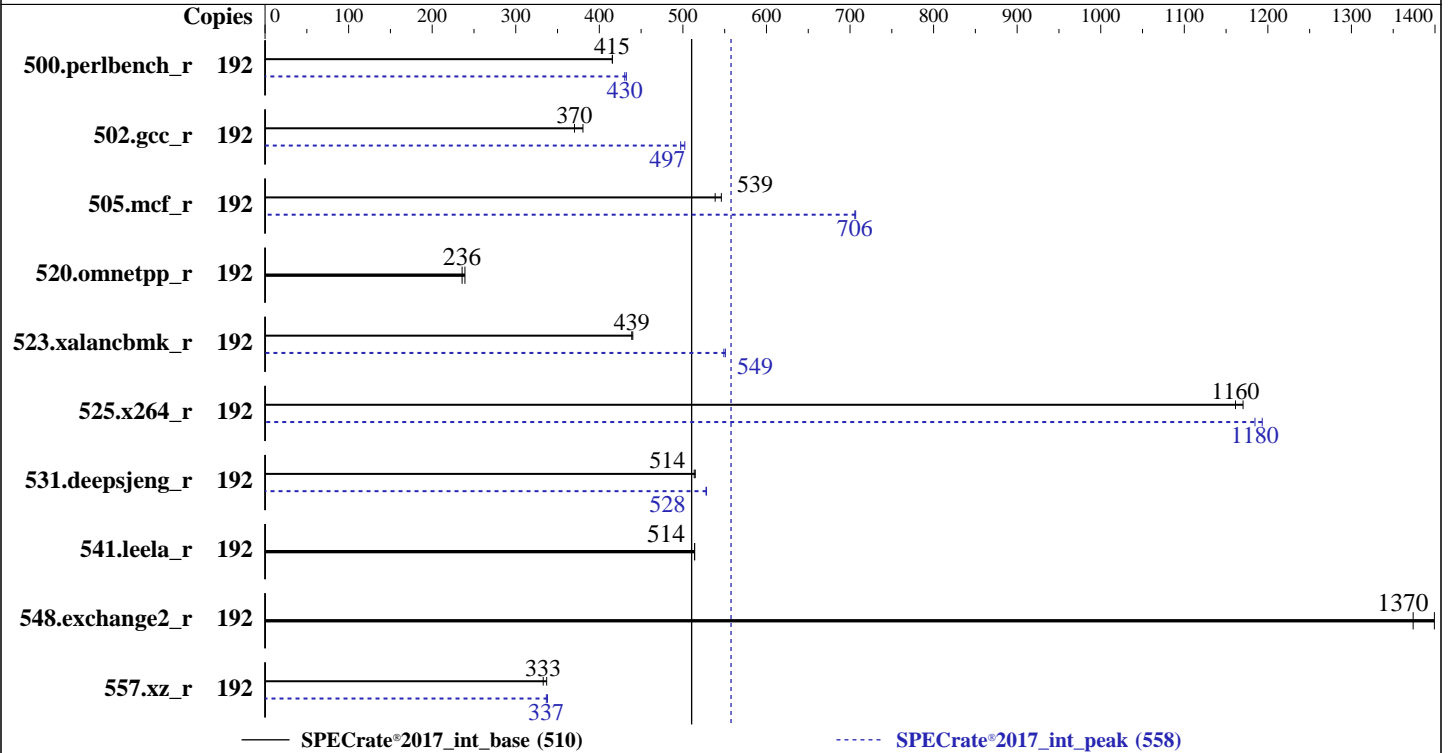 Copies 0 100 200 300 400 500 600 700 800 900 1000 1100 1200 1300 1400
500.perlbench_r 192 415
430
502.gcc_r 192 370
497
505.mcf_r 192 539
706
520.omnetpp_r 192 236
523.xalancbmk_r 192 439
549
525.x264_r 192 1160
1180
531.deepsjeng_r 192 514
528
541.leela_r 192 514
548.exchange2_r 192 1370
557.xz_r 192 333
337
SPECrate®2017_int_base (510) SPECrate®2017_int_peak (558)